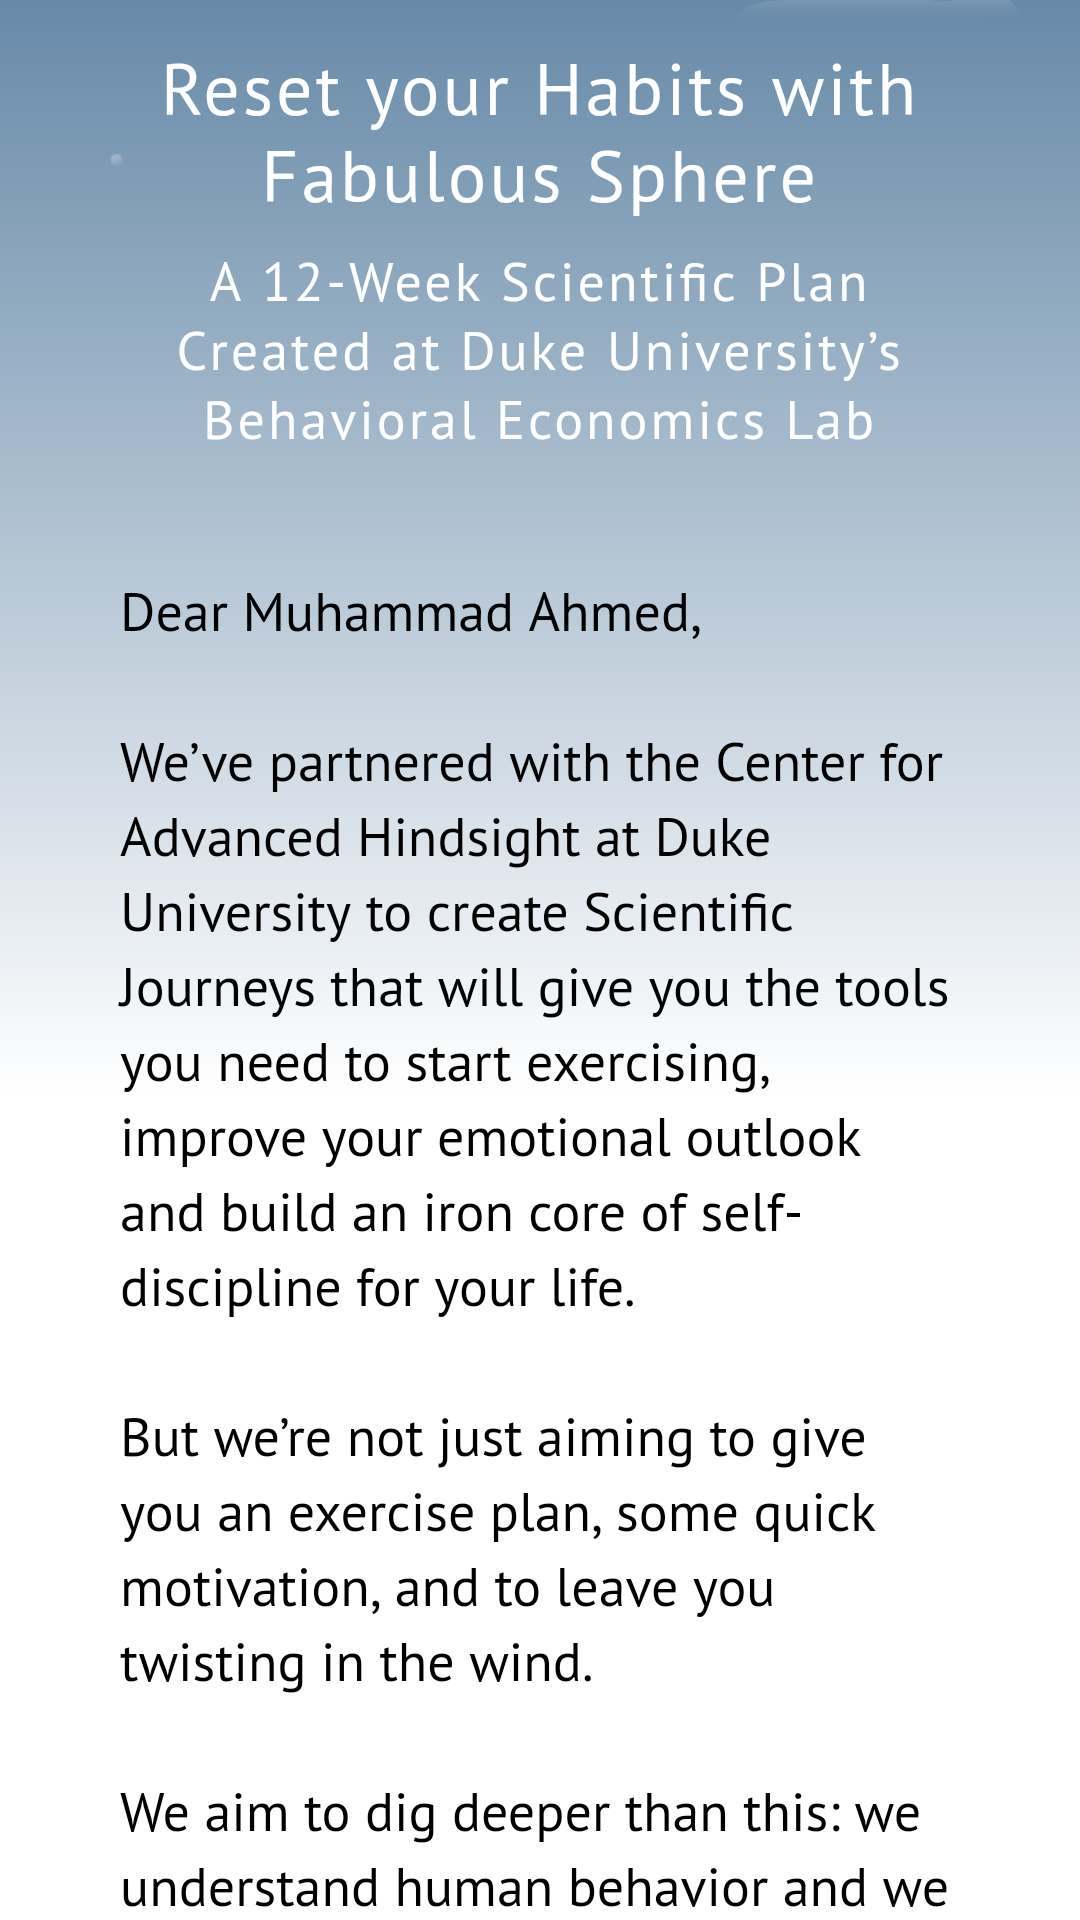 Reset your Habits with
Fabulous Sphere
A 12-Week Scientific Plan
Created at Duke University’s
Behavioral Economics Lab
Dear Muhammad Ahmed,
We’ve partnered with the Center for
Advanced Hindsight at Duke
University to create Scientific
Journeys that will give you the tools
you need to start exercising,
improve your emotional outlook
and build an iron core of self-
discipline for your life.
But we’re not just aiming to give
you an exercise plan, some quick
motivation, and to leave you
twisting in the wind.
We aim to dig deeper than this: we
understand human behavior and we